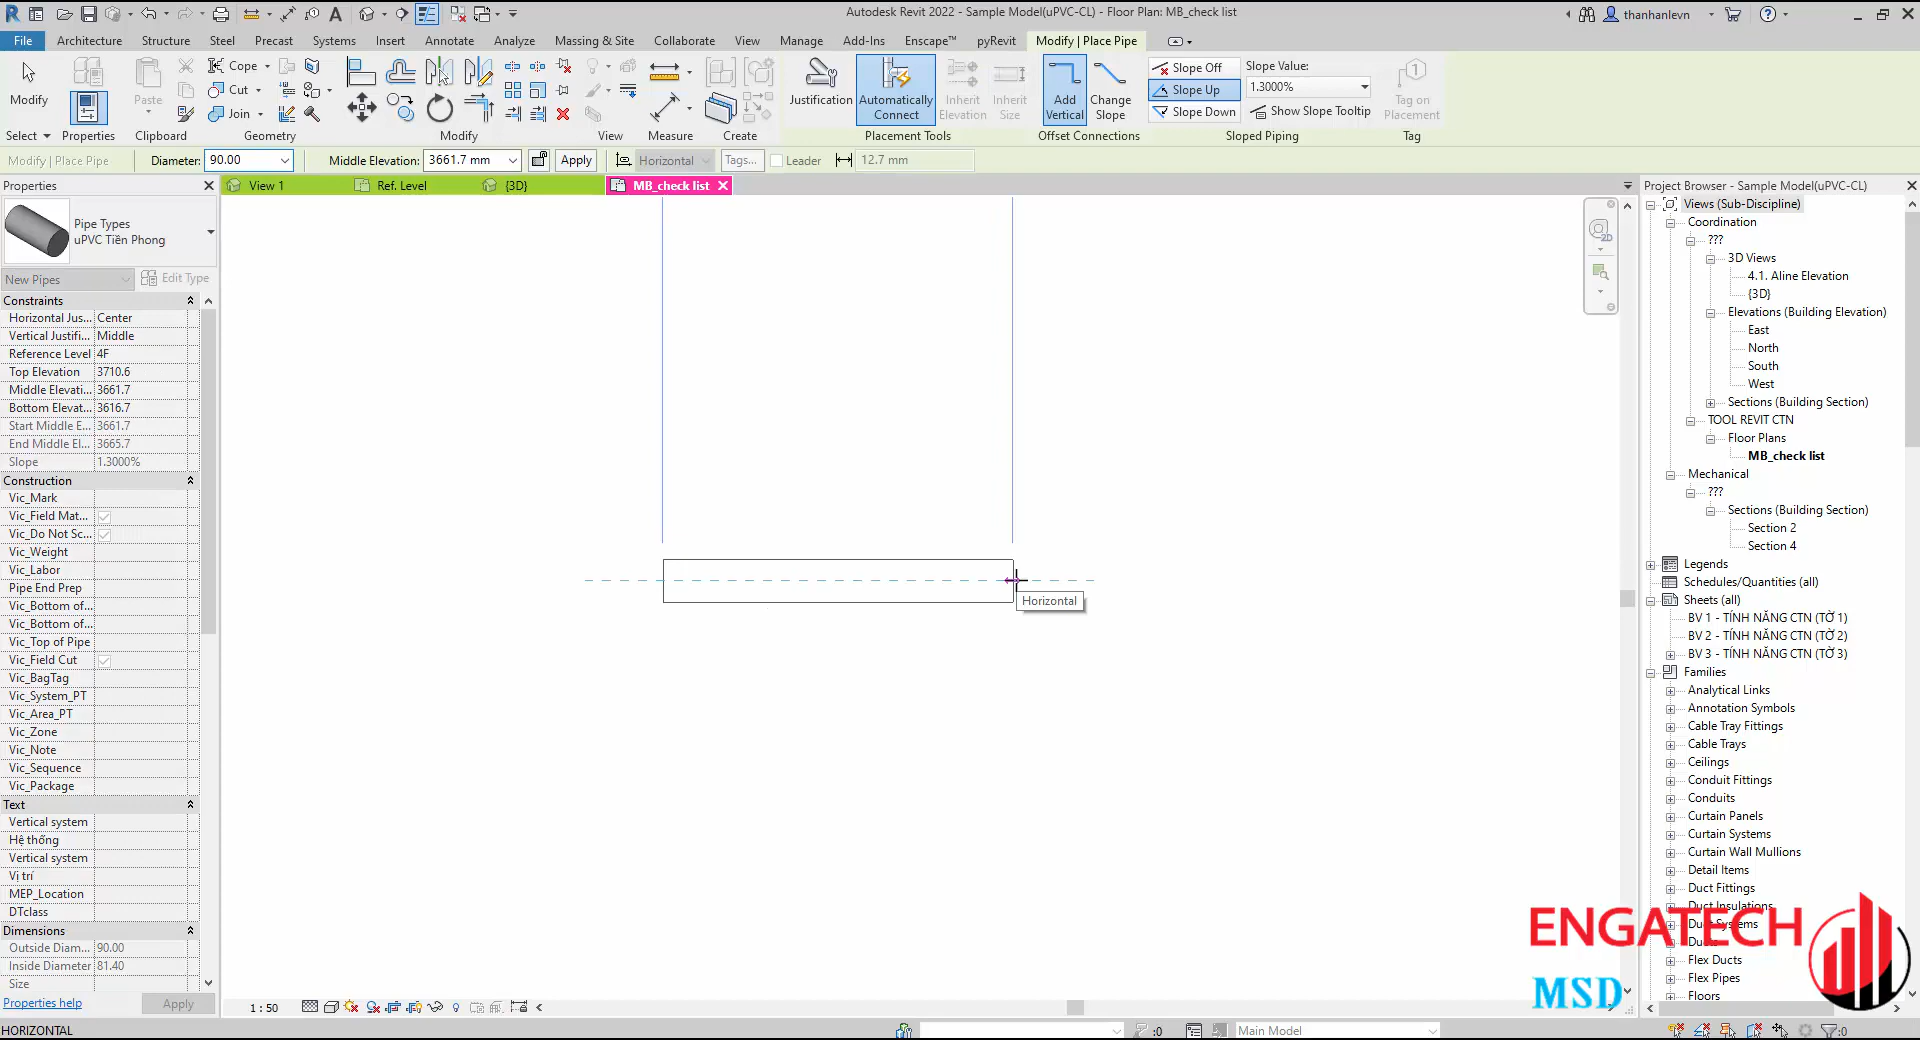 Autodesk Revit 2022 - Sample Model(uPVC-CL) - Floor Plan: MB_check list
thanhanlevn
File Architecture Structure Steel Precast Systems Insert Annotate Analyze Massing & Site Collaborate View Manage Add-Ins Enscape™ pyRevit Modify | Place Pipe
Modify
Select
Properties
Paste
Clipboard
Cope
Cut
Join
Geometry
Modify
View
Measure
Create
Justification
Automatically Connect
Inherit Elevation
Inherit Size
Placement Tools
Add Vertical
Change Slope
Offset Connections
Slope Off
Slope Up
Slope Down
Slope Value:
1.3000%
Show Slope Tooltip
Sloped Piping
Tag on Placement
Tag
Modify | Place Pipe
Diameter: 90.00
Middle Elevation: 3661.7 mm
Apply
Horizontal
Tags...
Leader
12.7 mm
Properties
View 1
Ref. Level
{3D}
MB_check list
Pipe Types
uPVC Tiền Phong
New Pipes
Edit Type
Constraints
Horizontal Jus... Center
Vertical Justifi... Middle
Reference Level 4F
Top Elevation 3710.6
Middle Elevati... 3661.7
Bottom Elevat... 3616.7
Start Middle E... 3661.7
End Middle El... 3665.7
Slope 1.3000%
Construction
Vic_Mark
Vic_Field Mat...
Vic_Do Not Sc...
Vic_Weight
Vic_Labor
Pipe End Prep
Vic_Bottom of...
Vic_Bottom of...
Vic_Top of Pipe
Vic_Field Cut
Vic_BagTag
Vic_System_PT
Vic_Area_PT
Vic_Zone
Vic_Note
Vic_Sequence
Vic_Package
Text
Vertical system
Hệ thống
Vertical system
Vị trí
MEP_Location
DTclass
Dimensions
Outside Diam... 90.00
Inside Diameter 81.40
Size
Properties help
Apply
Horizontal
2D
1 : 50
HORIZONTAL
:0
Main Model
:0
Project Browser - Sample Model(uPVC-CL)
Views (Sub-Discipline)
Coordination
???
3D Views
4.1. Aline Elevation
{3D}
Elevations (Building Elevation)
East
North
South
West
Sections (Building Section)
TOOL REVIT CTN
Floor Plans
MB_check list
Mechanical
???
Sections (Building Section)
Section 2
Section 4
Legends
Schedules/Quantities (all)
Sheets (all)
BV 1 - TÍNH NĂNG CTN (TỜ 1)
BV 2 - TÍNH NĂNG CTN (TỜ 2)
BV 3 - TÍNH NĂNG CTN (TỜ 3)
Families
Analytical Links
Annotation Symbols
Cable Tray Fittings
Cable Trays
Ceilings
Conduit Fittings
Conduits
Curtain Panels
Curtain Systems
Curtain Wall Mullions
Detail Items
Duct Fittings
Duct Insulations
Duct Systems
Ducts
Flex Ducts
Flex Pipes
Floors
ENGATECH
MSD